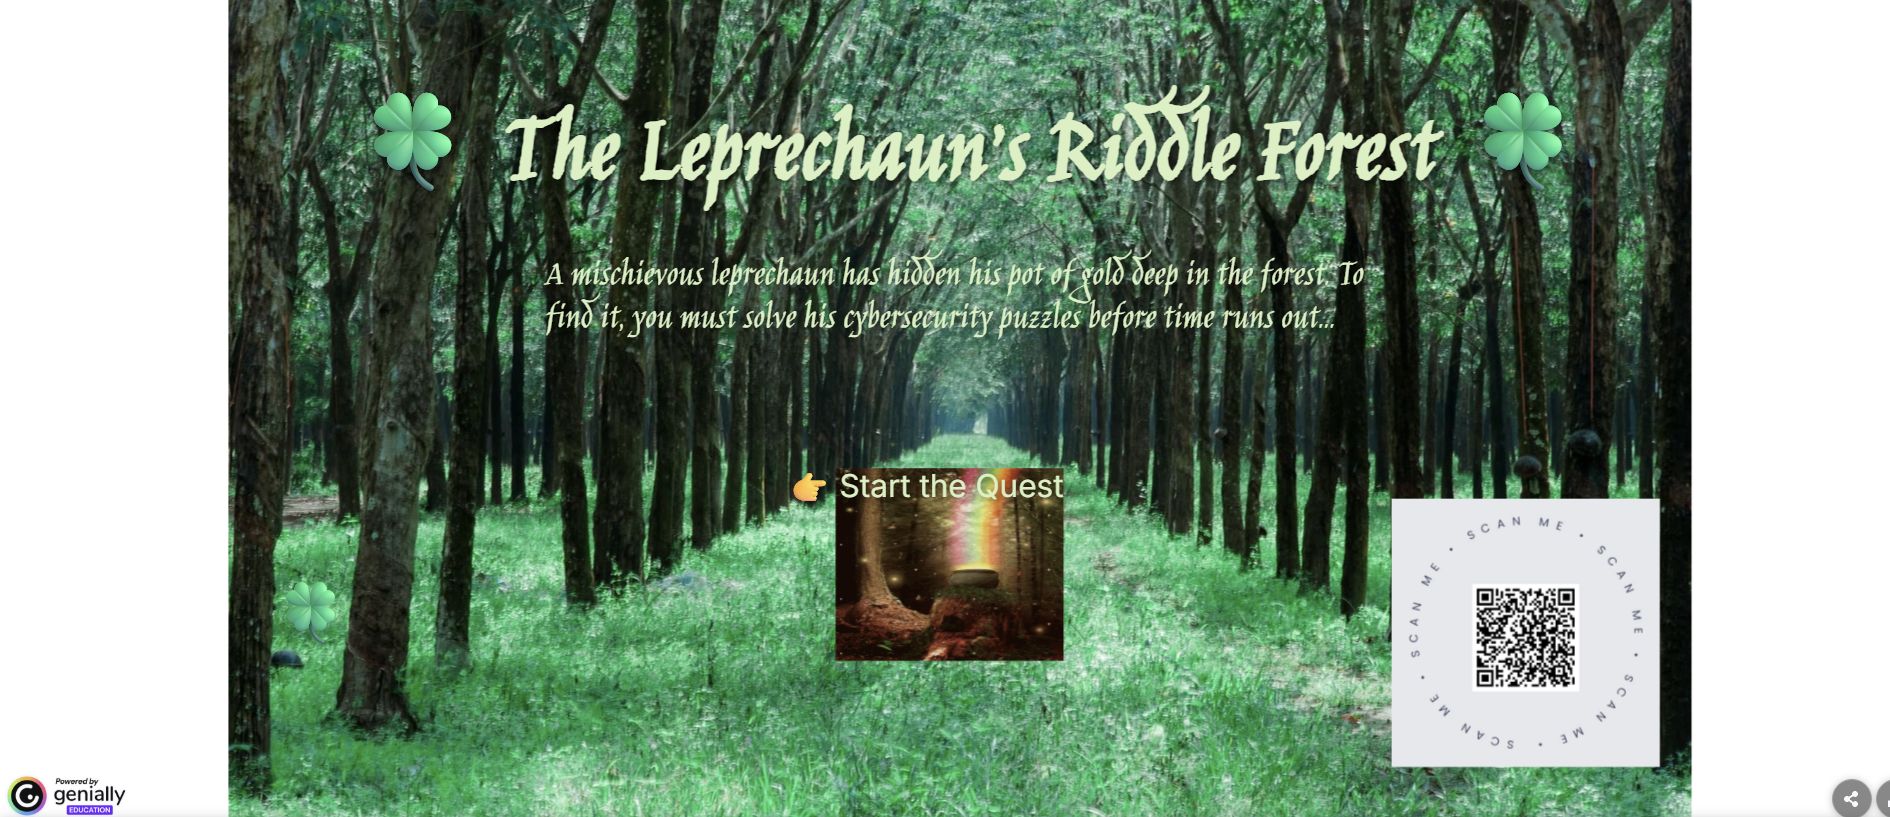 The Leprechaun's Riddle Forest
A mischievous leprechaun has hidden his pot of gold deep in the forest. To
find it, you must solve his cybersecurity puzzles before time runs out...
Start the Quest
SCAN ME • SCAN ME • SCAN ME • SCAN ME • SCAN ME •
Powered by
genially
EDUCATION